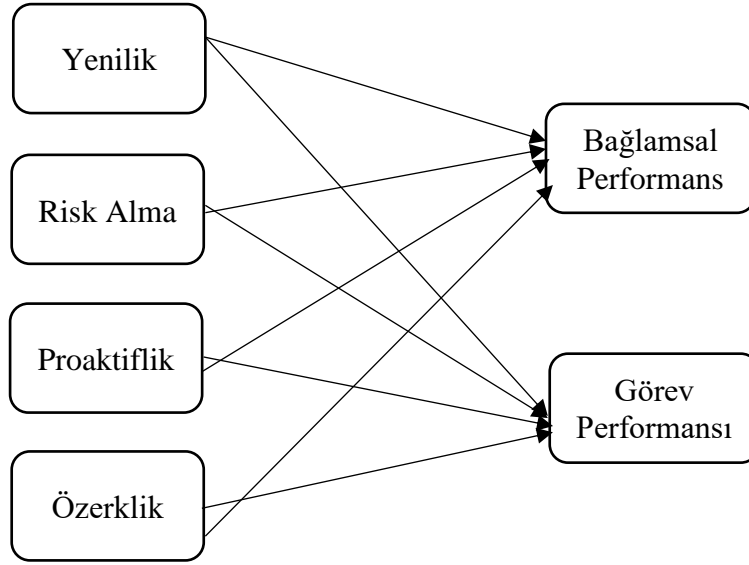 Yenilik
Risk Alma
Proaktiflik
Özerklik
Bağlamsal
Performans
Görev
Performansı